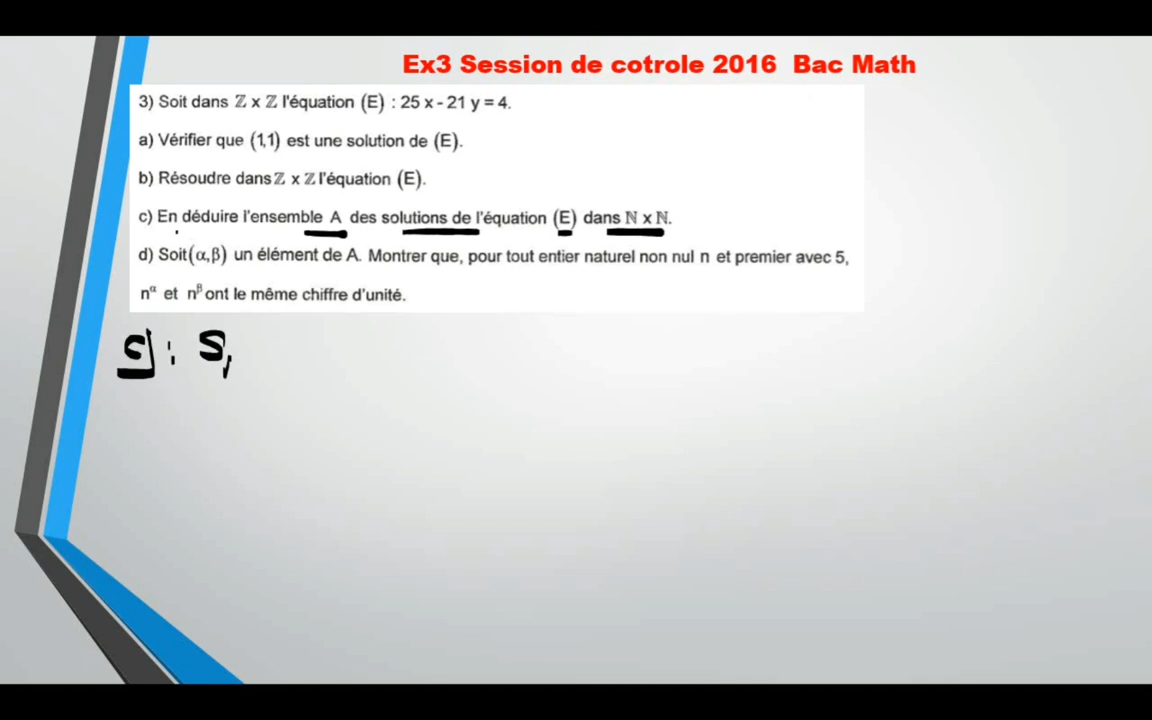 Ex3 Session de cotrole 2016 Bac Math
3) Soit dans ℤ x ℤ l'équation (E) : 25 x - 21 y = 4.
a) Vérifier que (1,1) est une solution de (E).
b) Résoudre dans ℤ x ℤ l'équation (E).
c) En déduire l'ensemble A des solutions de l'équation (E) dans ℕ x ℕ.
d) Soit(α,β) un élément de A. Montrer que, pour tout entier naturel non nul n et premier avec 5,
n^α et n^β ont le même chiffre d'unité.
c) : S,